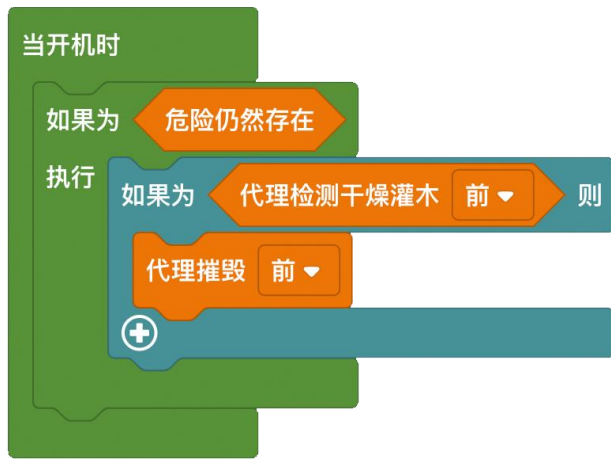 当开机时
如果为 危险仍然存在
执行
如果为 代理检测干燥灌木 前 则
代理摧毁 前